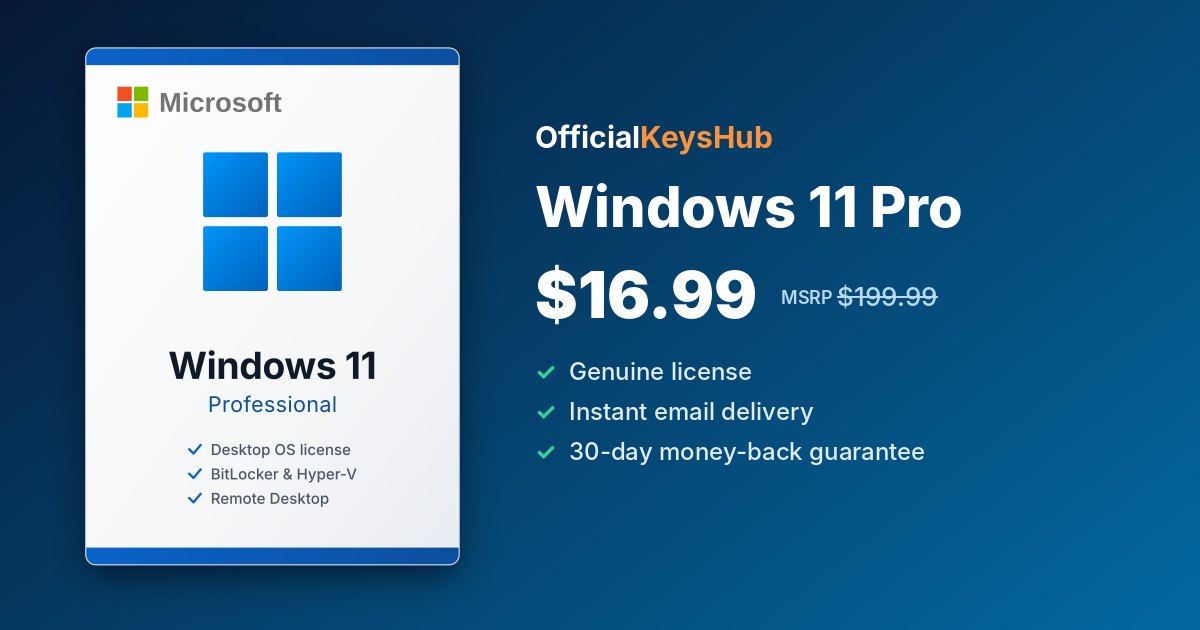 Microsoft
Windows 11
Professional
Desktop OS license
BitLocker & Hyper-V
Remote Desktop
OfficialKeysHub
Windows 11 Pro
$16.99 MSRP $199.99
Genuine license
Instant email delivery
30-day money-back guarantee